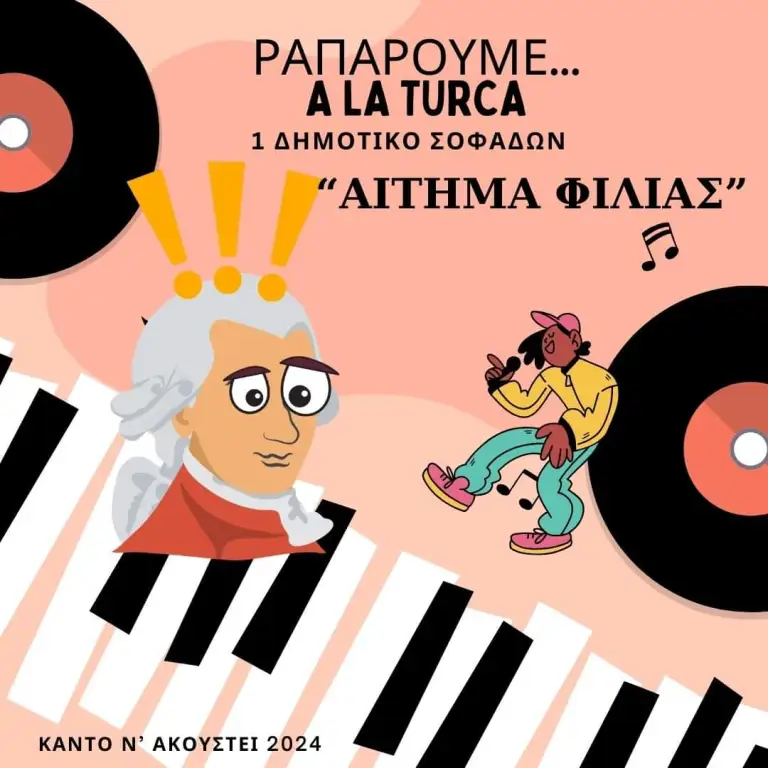 ΡΑΠΑΡΟΥΜΕ...
A LA TURCA
1 ΔΗΜΟΤΙΚΟ ΣΟΦΑΔΩΝ
“ΑΙΤΗΜΑ ΦΙΛΙΑΣ”
ΚΑΝΤΟ Ν’ ΑΚΟΥΣΤΕΙ 2024